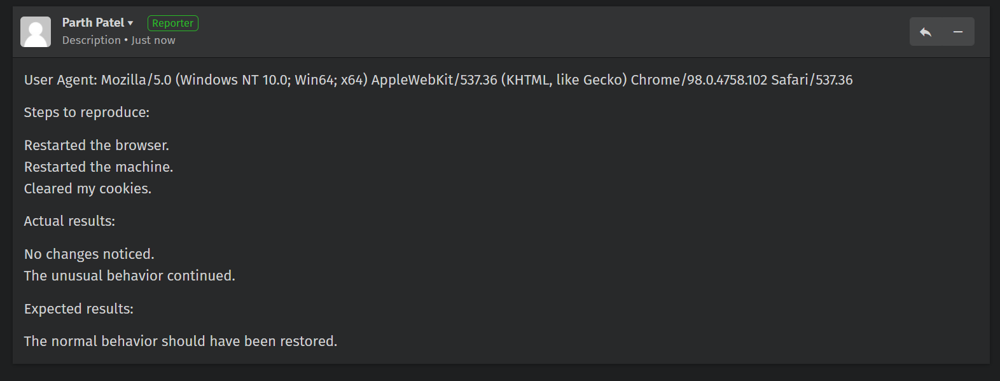 Parth Patel ▾ Reporter
Description • Just now
User Agent: Mozilla/5.0 (Windows NT 10.0; Win64; x64) AppleWebKit/537.36 (KHTML, like Gecko) Chrome/98.0.4758.102 Safari/537.36
Steps to reproduce:
Restarted the browser.
Restarted the machine.
Cleared my cookies.
Actual results:
No changes noticed.
The unusual behavior continued.
Expected results:
The normal behavior should have been restored.